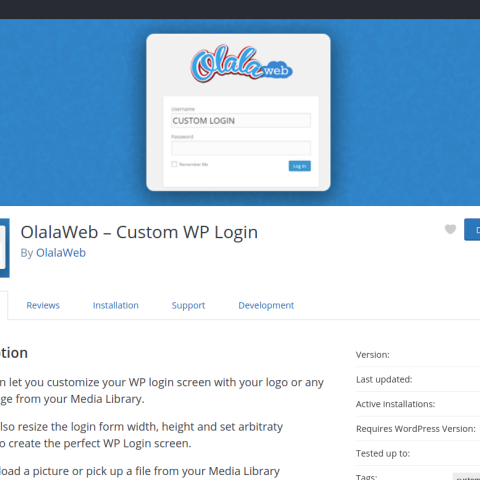 Olala web
Username
CUSTOM LOGIN
Password
Remember Me
Log In
OlalaWeb – Custom WP Login
By OlalaWeb
D
Reviews Installation Support Development
tion
n let you customize your WP login screen with your logo or any
ge from your Media Library.
lso resize the login form width, height and set arbitraty
o create the perfect WP Login screen.
load a picture or pick up a file from your Media Library
Version:
Last updated:
Active Installations:
Requires WordPress Version:
Tested up to:
Tags:
custom